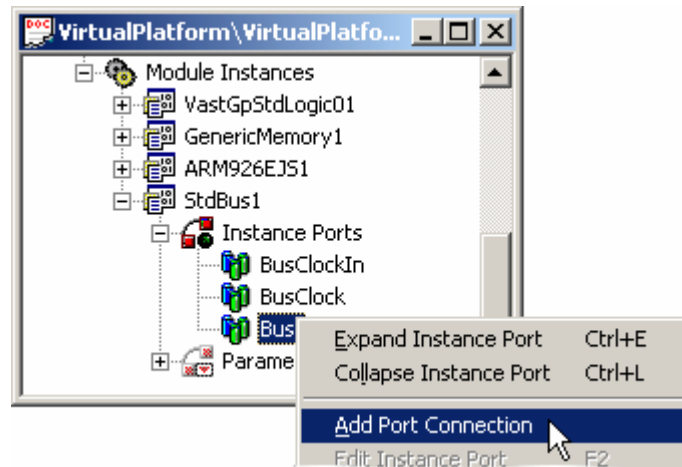 VirtualPlatform\VirtualPlatfo...
Module Instances
VastGpStdLogic01
GenericMemory1
ARM926EJS1
StdBus1
Instance Ports
BusClockIn
BusClock
Bus
Parame
Expand Instance Port Ctrl+E
Collapse Instance Port Ctrl+L
Add Port Connection
Edit Instance Port F2